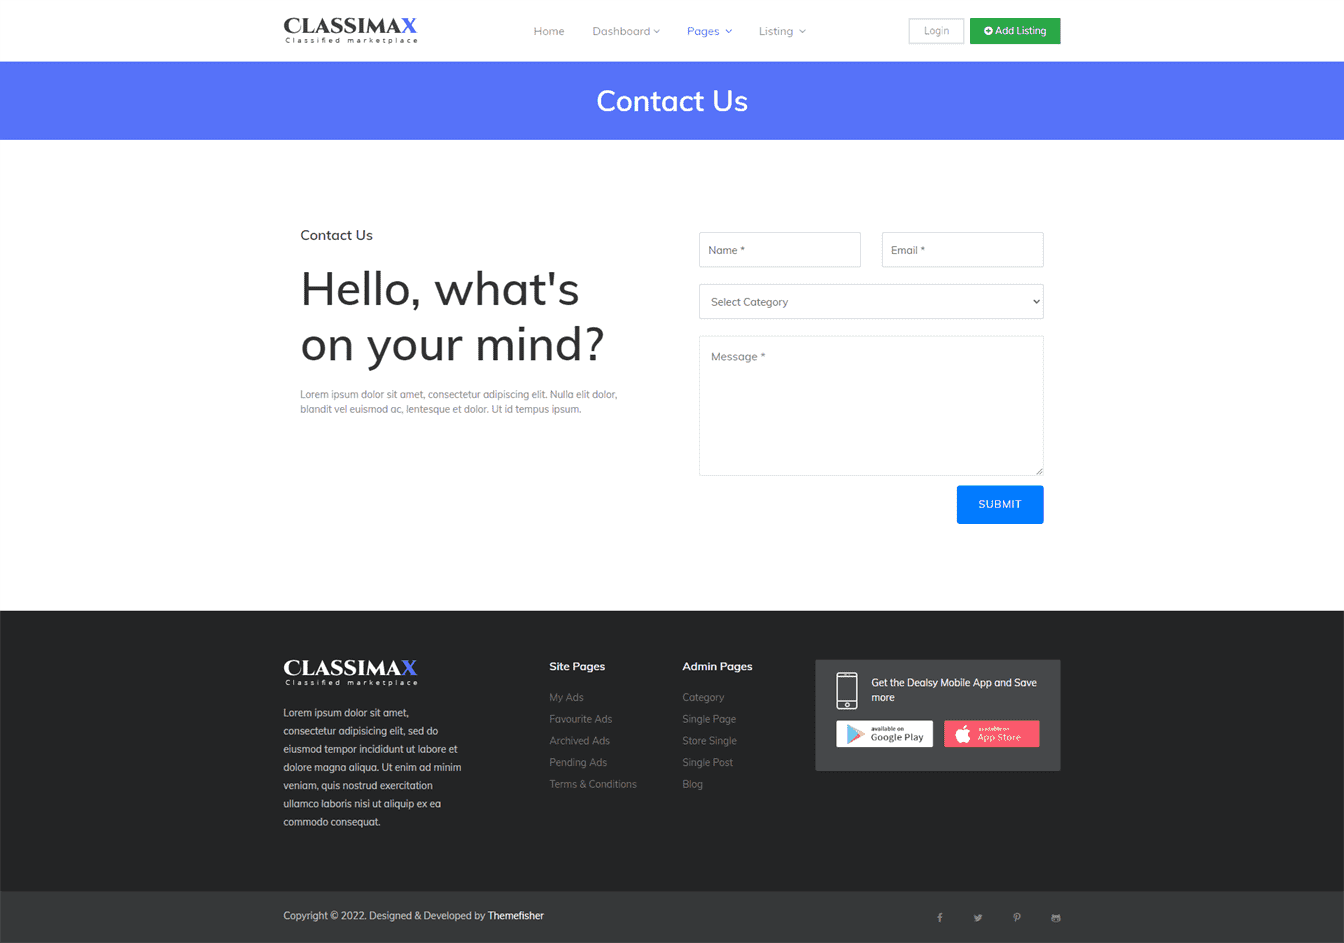 CLASSIMAX
Classified marketplace
Home
Dashboard
Pages
Listing
Login
Add Listing
Contact Us
Contact Us
Hello, what's
on your mind?
Lorem ipsum dolor sit amet, consectetur adipiscing elit. Nulla elit dolor,
blandit vel euismod ac, lentesque et dolor. Ut id tempus ipsum.
Name *
Email *
Select Category
Message *
SUBMIT
CLASSIMAX
Classified marketplace
Lorem ipsum dolor sit amet,
consectetur adipisicing elit, sed do
eiusmod tempor incididunt ut labore et
dolore magna aliqua. Ut enim ad minim
veniam, quis nostrud exercitation
ullamco laboris nisi ut aliquip ex ea
commodo consequat.
Site Pages
My Ads
Favourite Ads
Archived Ads
Pending Ads
Terms & Conditions
Admin Pages
Category
Single Page
Store Single
Single Post
Blog
Get the Dealsy Mobile App and Save
more
available on
Google Play
available on
App Store
Copyright © 2022. Designed & Developed by Themefisher